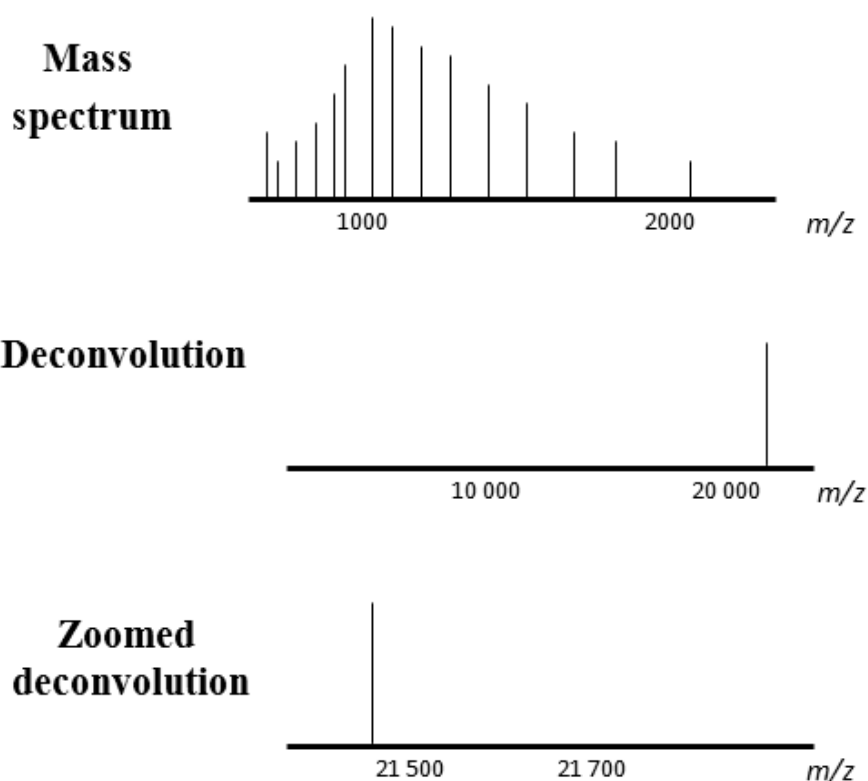 Mass
spectrum
1000 2000 m/z
Deconvolution
10 000 20 000 m/z
Zoomed
deconvolution
21 500 21 700 m/z